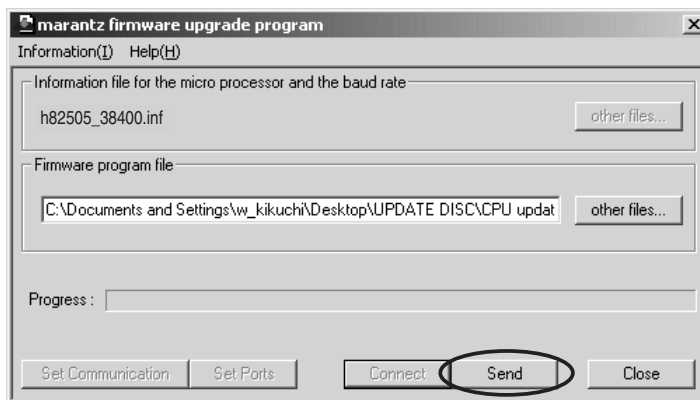 marantz firmware upgrade program
Information(I) Help(H)
Information file for the micro processor and the baud rate
h82505_38400.inf
other files...
Firmware program file
C:\Documents and Settings\w_kikuchi\Desktop\UPDATE DISC\CPU updat
other files...
Progress :
Set Communication Set Ports Connect Send Close